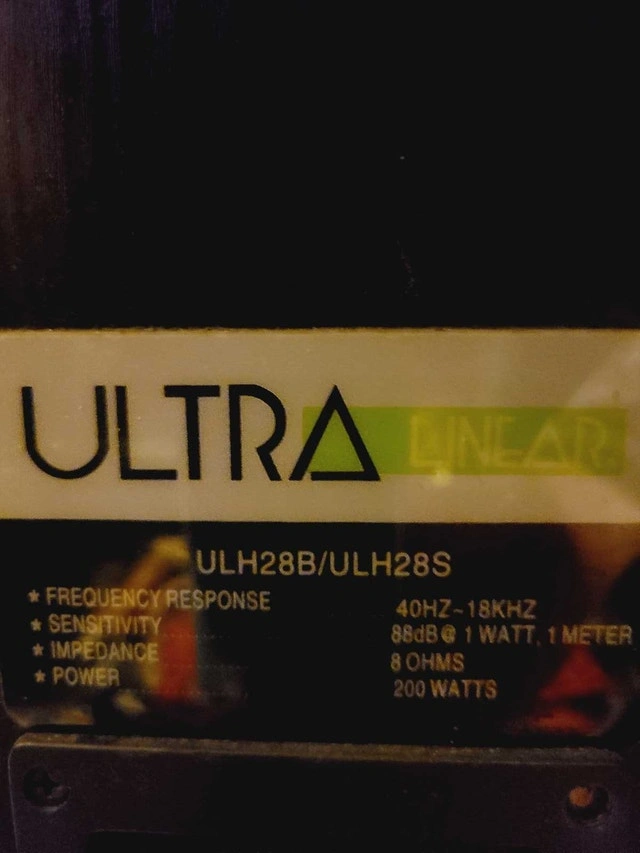 ULTRA LINEAR
ULH28B/ULH28S
* FREQUENCY RESPONSE 40HZ~18KHZ
* SENSITIVITY 88dB@ 1 WATT, 1 METER
* IMPEDANCE 8 OHMS
* POWER 200 WATTS